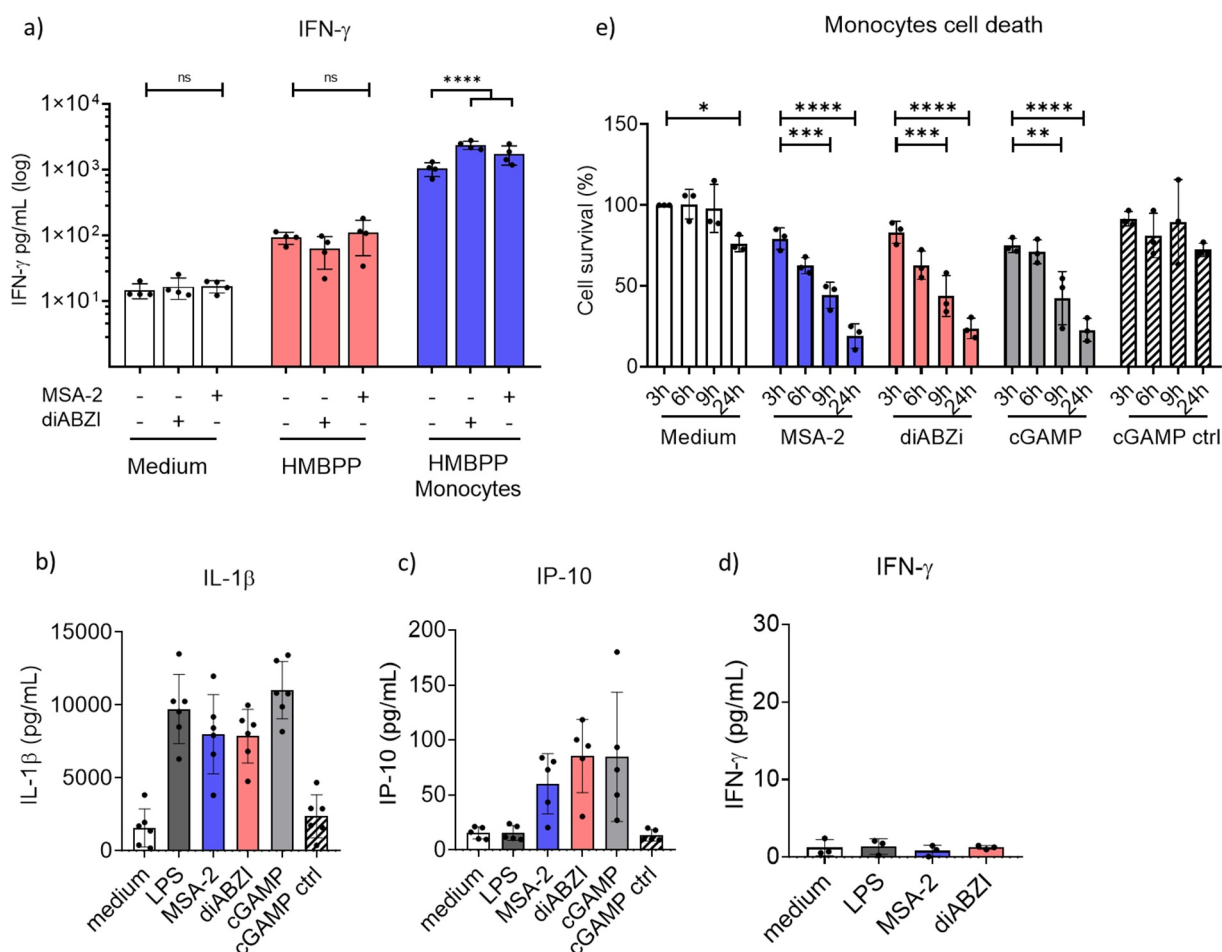 a)
IFN-γ
ns
ns
****
IFN-γ pg/mL (log)
1×10⁴
1×10³
1×10²
1×10¹
MSA-2 - - + - - + - - +
diABZI - + - - + - - + -
Medium
HMBPP
HMBPP
Monocytes
e)
Monocytes cell death
*
****
***
****
***
****
**
Cell survival (%)
150
100
50
0
3h 6h 9h 24h 3h 6h 9h 24h 3h 6h 9h 24h 3h 6h 9h 24h 3h 6h 9h 24h
Medium MSA-2 diABZi cGAMP cGAMP ctrl
b)
IL-1β
IL-1β (pg/mL)
15000
10000
5000
0
medium LPS MSA-2 diABZI cGAMP cGAMP ctrl
c)
IP-10
IP-10 (pg/mL)
200
150
100
50
0
medium LPS MSA-2 diABZI cGAMP cGAMP ctrl
d)
IFN-γ
IFN-γ (pg/mL)
30
20
10
0
medium LPS MSA-2 diABZI